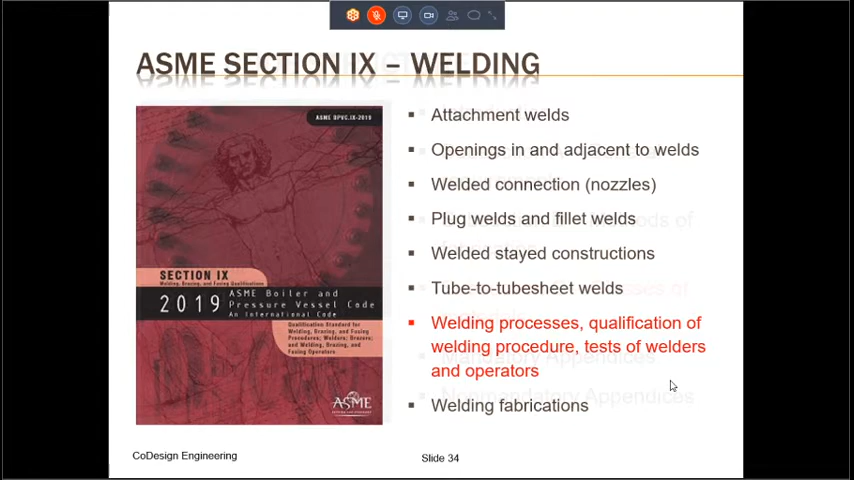 ASME SECTION IX – WELDING
ASME BPVC.IX-2019
SECTION IX
Welding, Brazing, and Fusing Qualifications
2019 ASME Boiler and
Pressure Vessel Code
An International Code
Qualification Standard for
Welding, Brazing, and Fusing
Procedures; Welders; Brazers;
and Welding, Brazing, and
Fusing Operators
ASME
▪ Attachment welds
▪ Openings in and adjacent to welds
▪ Welded connection (nozzles)
▪ Plug welds and fillet welds
▪ Welded stayed constructions
▪ Tube-to-tubesheet welds
▪ Welding processes, qualification of
welding procedure, tests of welders
and operators
▪ Welding fabrications
Mandatory Appendices
Nonmandatory Appendices
CoDesign Engineering
Slide 34